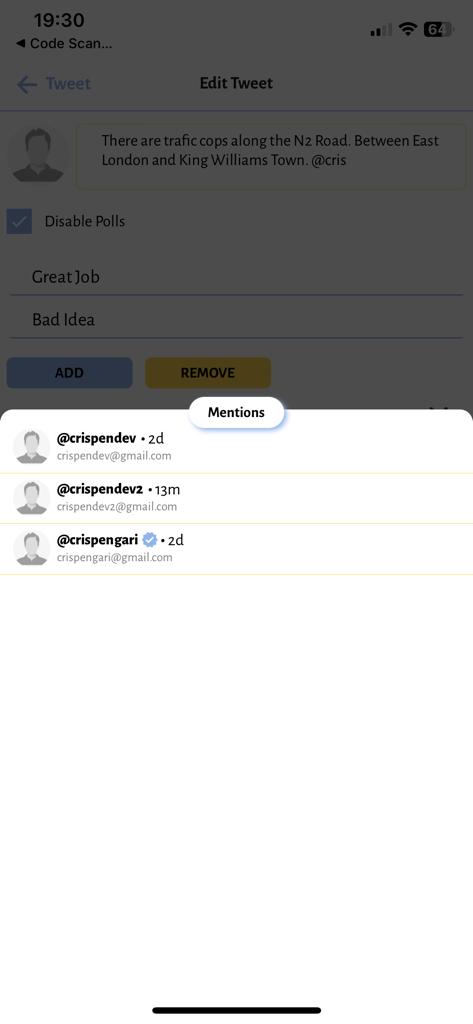 19:30
64
◀ Code Scan...
Tweet
Edit Tweet
There are trafic cops along the N2 Road. Between East
London and King Williams Town. @cris
Disable Polls
Great Job
Bad Idea
ADD
REMOVE
Mentions
@crispendev • 2d
crispendev@gmail.com
@crispendev2 • 13m
crispendev2@gmail.com
@crispengari • 2d
crispengari@gmail.com